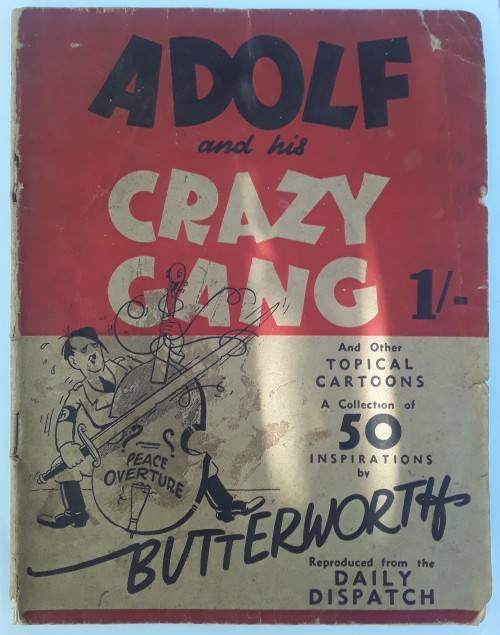 ADOLF
and his
CRAZY
GANG
1/-
And Other
TOPICAL
CARTOONS
A Collection of
50
INSPIRATIONS
by
BUTTERWORTH
Reproduced from the
DAILY
DISPATCH
?=?
PEACE
OVERTURE